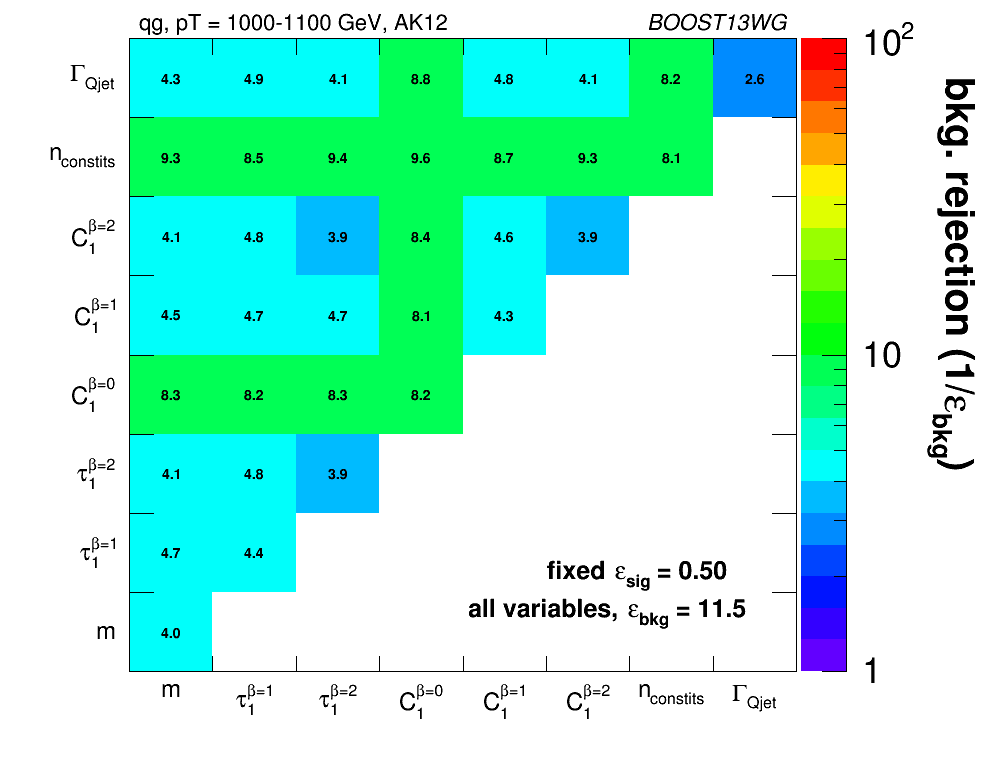 qg, pT = 1000-1100 GeV, AK12 BOOST13WG
Γ_Qjet 4.3 4.9 4.1 8.8 4.8 4.1 8.2 2.6
n_constits 9.3 8.5 9.4 9.6 8.7 9.3 8.1
C_1^β=2 4.1 4.8 3.9 8.4 4.6 3.9
C_1^β=1 4.5 4.7 4.7 8.1 4.3
C_1^β=0 8.3 8.2 8.3 8.2
τ_1^β=2 4.1 4.8 3.9
τ_1^β=1 4.7 4.4
m 4.0
fixed ε_sig = 0.50
all variables, ε_bkg = 11.5
m τ_1^β=1 τ_1^β=2 C_1^β=0 C_1^β=1 C_1^β=2 n_constits Γ_Qjet
10^2
10
1
bkg. rejection (1/ε_bkg)